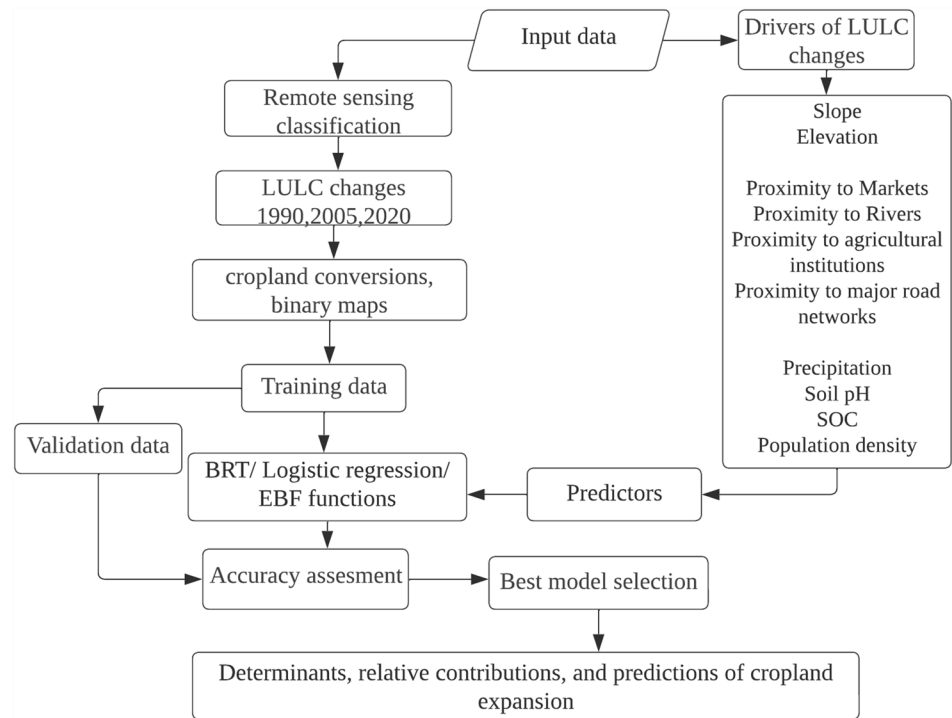 Input data
Drivers of LULC
changes
Remote sensing
classification
LULC changes
1990,2005,2020
cropland conversions,
binary maps
Training data
Validation data
BRT/ Logistic regression/
EBF functions
Slope
Elevation
Proximity to Markets
Proximity to Rivers
Proximity to agricultural
institutions
Proximity to major road
networks
Precipitation
Soil pH
SOC
Population density
Predictors
Accuracy assesment
Best model selection
Determinants, relative contributions, and predictions of cropland
expansion